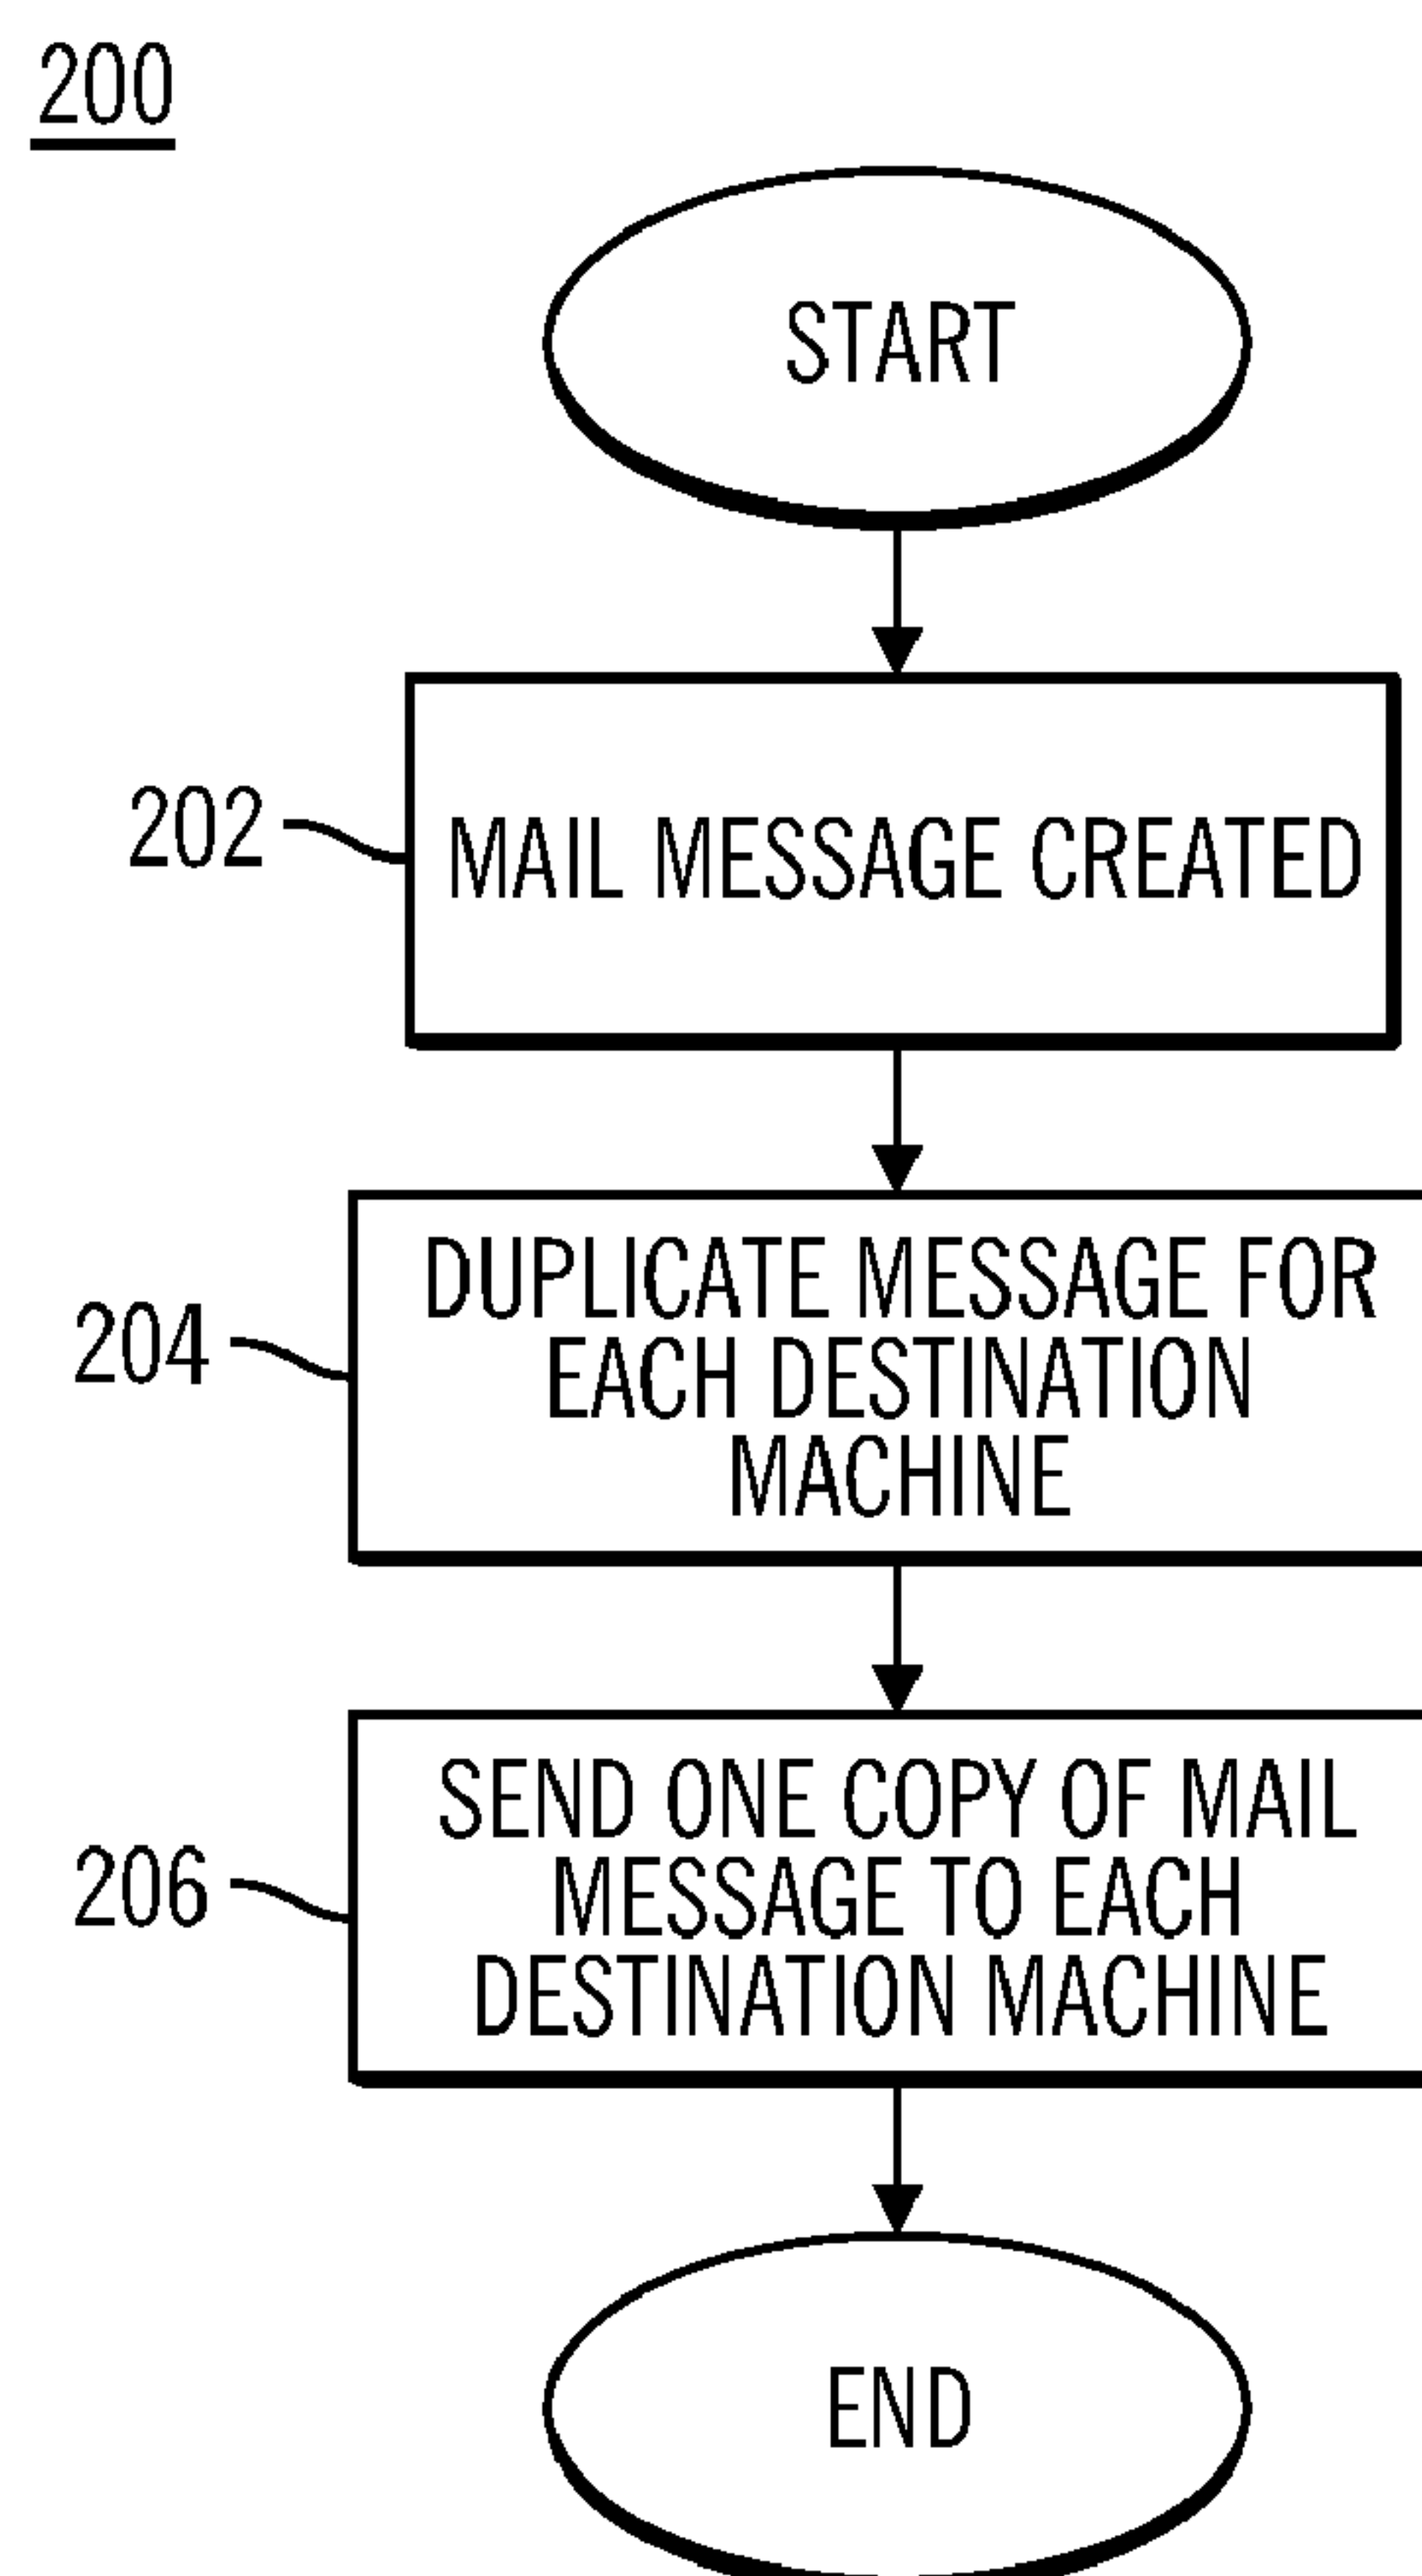 200
START
202
MAIL MESSAGE CREATED
204
DUPLICATE MESSAGE FOR
EACH DESTINATION
MACHINE
206
SEND ONE COPY OF MAIL
MESSAGE TO EACH
DESTINATION MACHINE
END